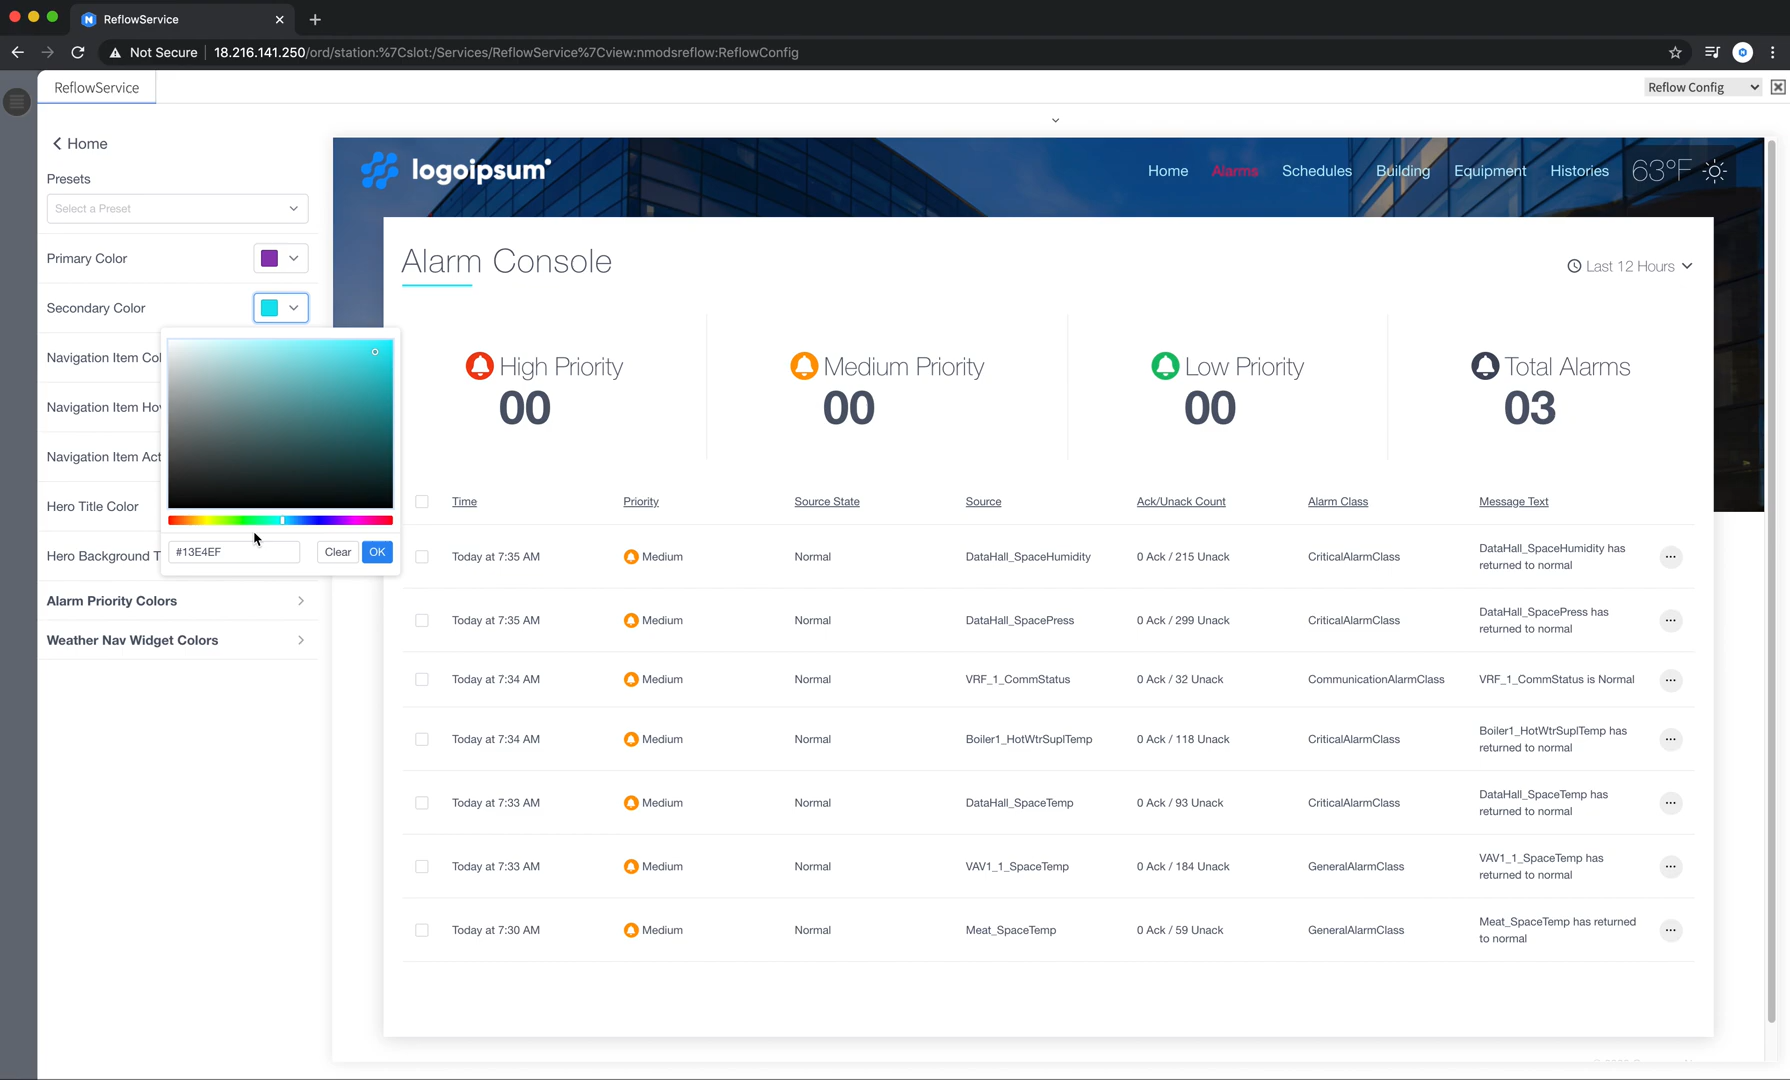 ReflowService
Not Secure
18.216.141.250/ord/station:%7Cslot:/Services/ReflowService%7Cview:nmodsreflow:ReflowConfig
ReflowService
Reflow Config
Home
Presets
Select a Preset
Primary Color
Secondary Color
Navigation Item Col
Navigation Item Ho
Navigation Item Act
Hero Title Color
Hero Background T
#13E4EF
Clear
OK
Alarm Priority Colors
Weather Nav Widget Colors
logoipsum
Home Alarms Schedules Building Equipment Histories 63°F
Alarm Console
Last 12 Hours
High Priority
00
Medium Priority
00
Low Priority
00
Total Alarms
03
Time Priority Source State Source Ack/Unack Count Alarm Class Message Text
Today at 7:35 AM Medium Normal DataHall_SpaceHumidity 0 Ack / 215 Unack CriticalAlarmClass DataHall_SpaceHumidity has
returned to normal
Today at 7:35 AM Medium Normal DataHall_SpacePress 0 Ack / 299 Unack CriticalAlarmClass DataHall_SpacePress has
returned to normal
Today at 7:34 AM Medium Normal VRF_1_CommStatus 0 Ack / 32 Unack CommunicationAlarmClass VRF_1_CommStatus is Normal
Today at 7:34 AM Medium Normal Boiler1_HotWtrSuplTemp 0 Ack / 118 Unack CriticalAlarmClass Boiler1_HotWtrSuplTemp has
returned to normal
Today at 7:33 AM Medium Normal DataHall_SpaceTemp 0 Ack / 93 Unack CriticalAlarmClass DataHall_SpaceTemp has
returned to normal
Today at 7:33 AM Medium Normal VAV1_1_SpaceTemp 0 Ack / 184 Unack GeneralAlarmClass VAV1_1_SpaceTemp has
returned to normal
Today at 7:30 AM Medium Normal Meat_SpaceTemp 0 Ack / 59 Unack GeneralAlarmClass Meat_SpaceTemp has returned
to normal